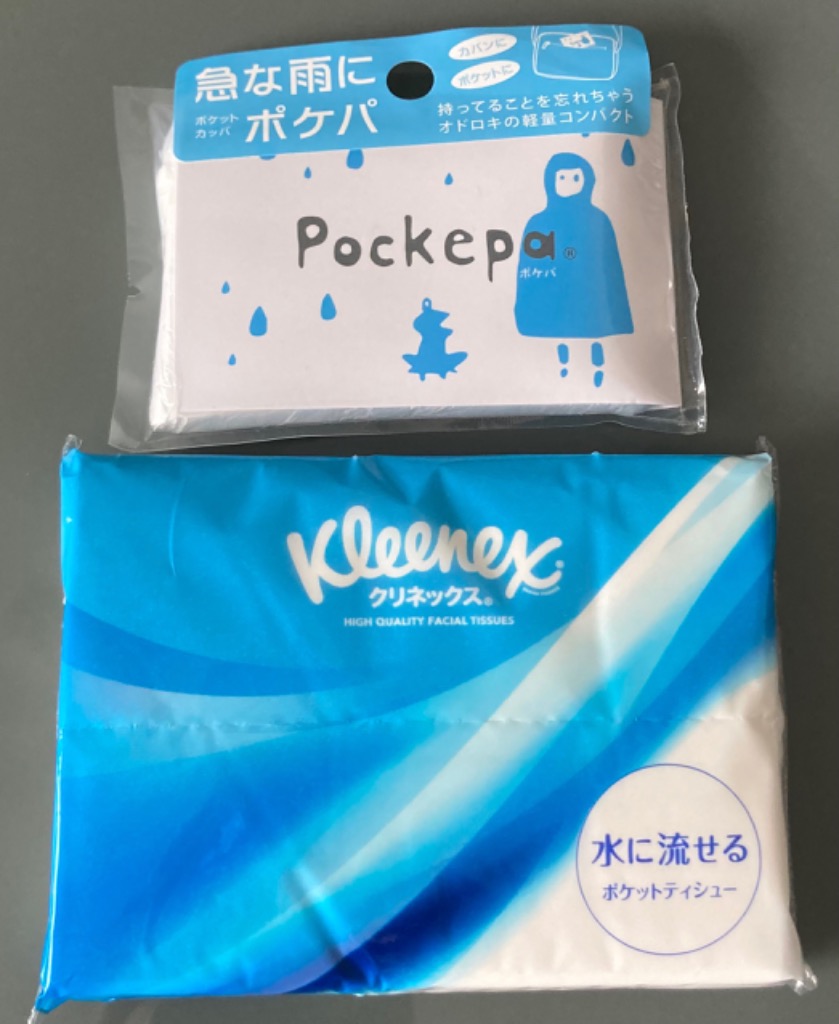 急な雨に
ポケット
カッパ
ポケパ
カバンに
ポケットに
持ってることを忘れちゃう
オドロキの軽量コンパクト
Pockepa®
ポケパ
Kleenex
クリネックス®
HIGH QUALITY FACIAL TISSUES
水に流せる
ポケットティシュー